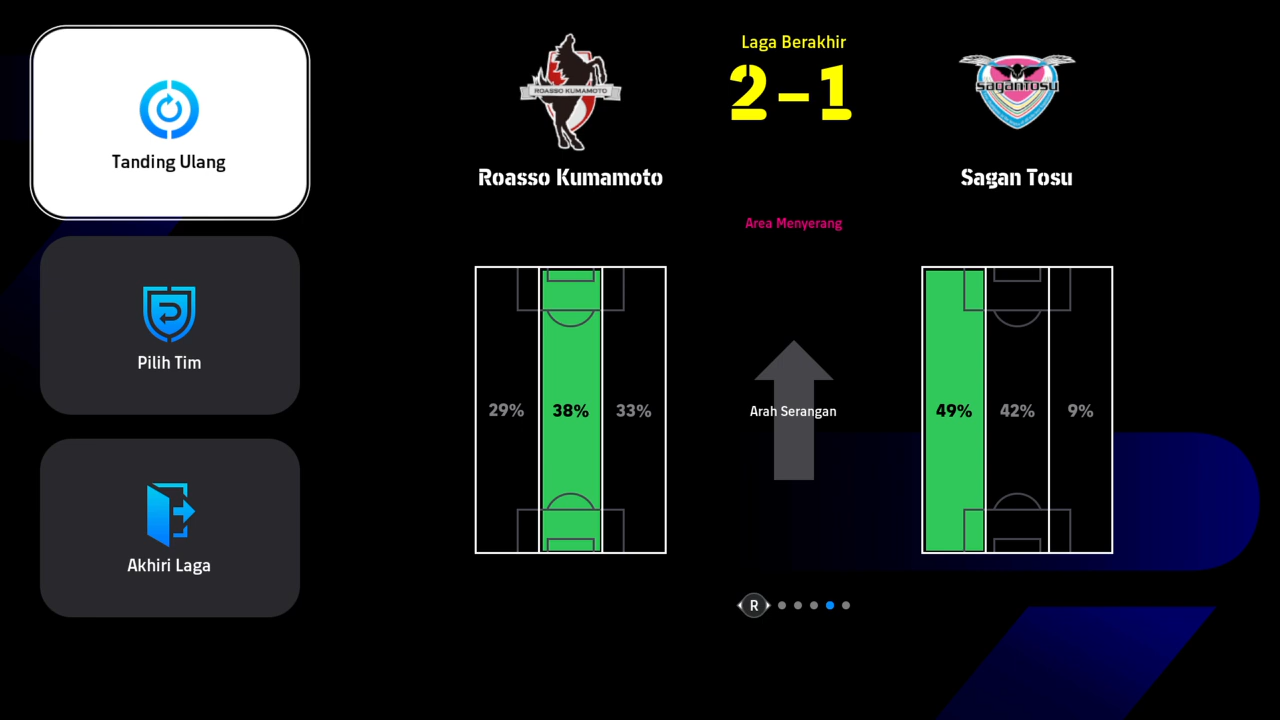 Tanding Ulang
Pilih Tim
Akhiri Laga
Laga Berakhir
2-1
ROASSO KUMAMOTO
Roasso Kumamoto
saganTosu
Sagan Tosu
Area Menyerang
29% 38% 33%
Arah Serangan
49% 42% 9%
R